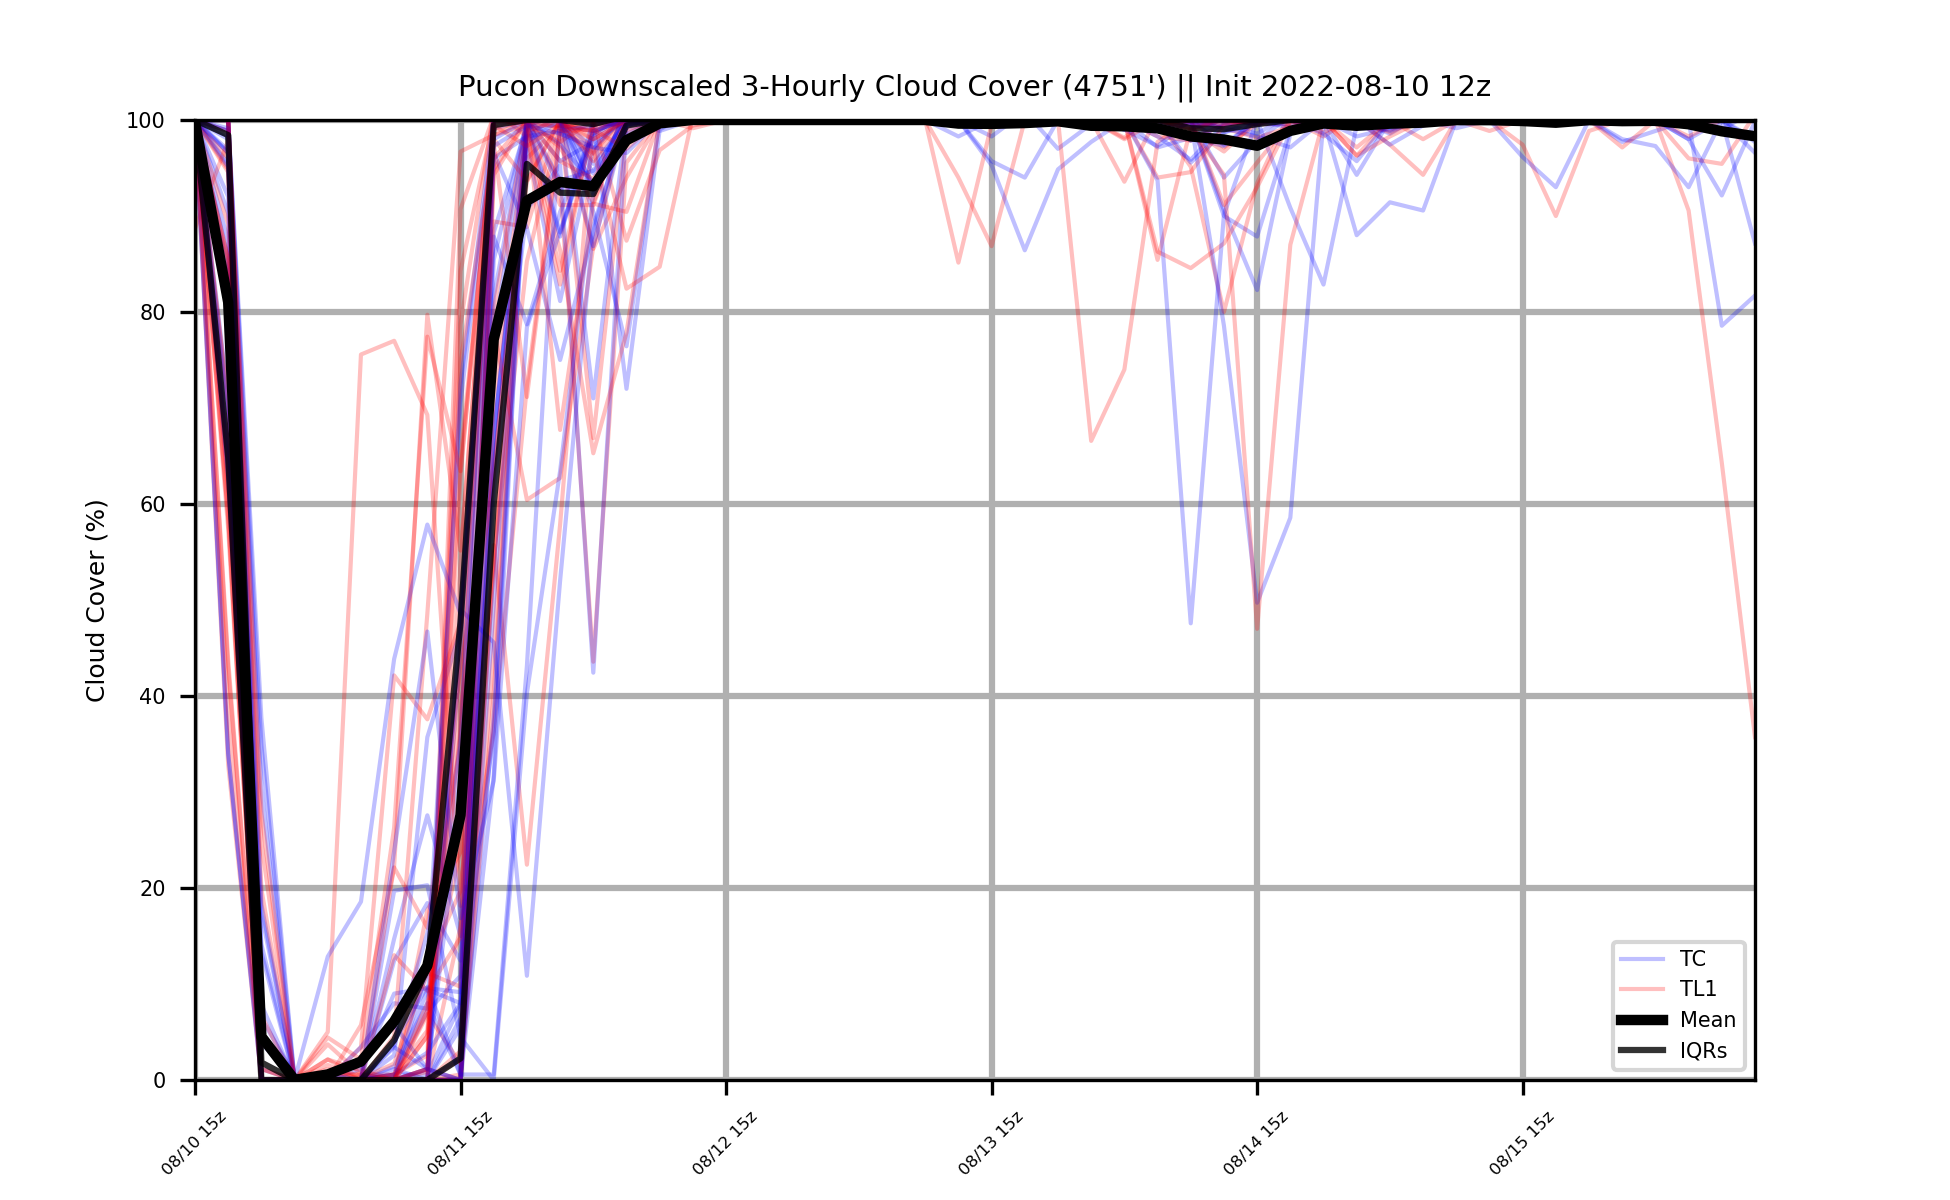 Pucon Downscaled 3-Hourly Cloud Cover (4751') || Init 2022-08-10 12z
Cloud Cover (%)
100
80
60
40
20
0
08/10 15z
08/11 15z
08/12 15z
08/13 15z
08/14 15z
08/15 15z
TC
TL1
Mean
IQRs